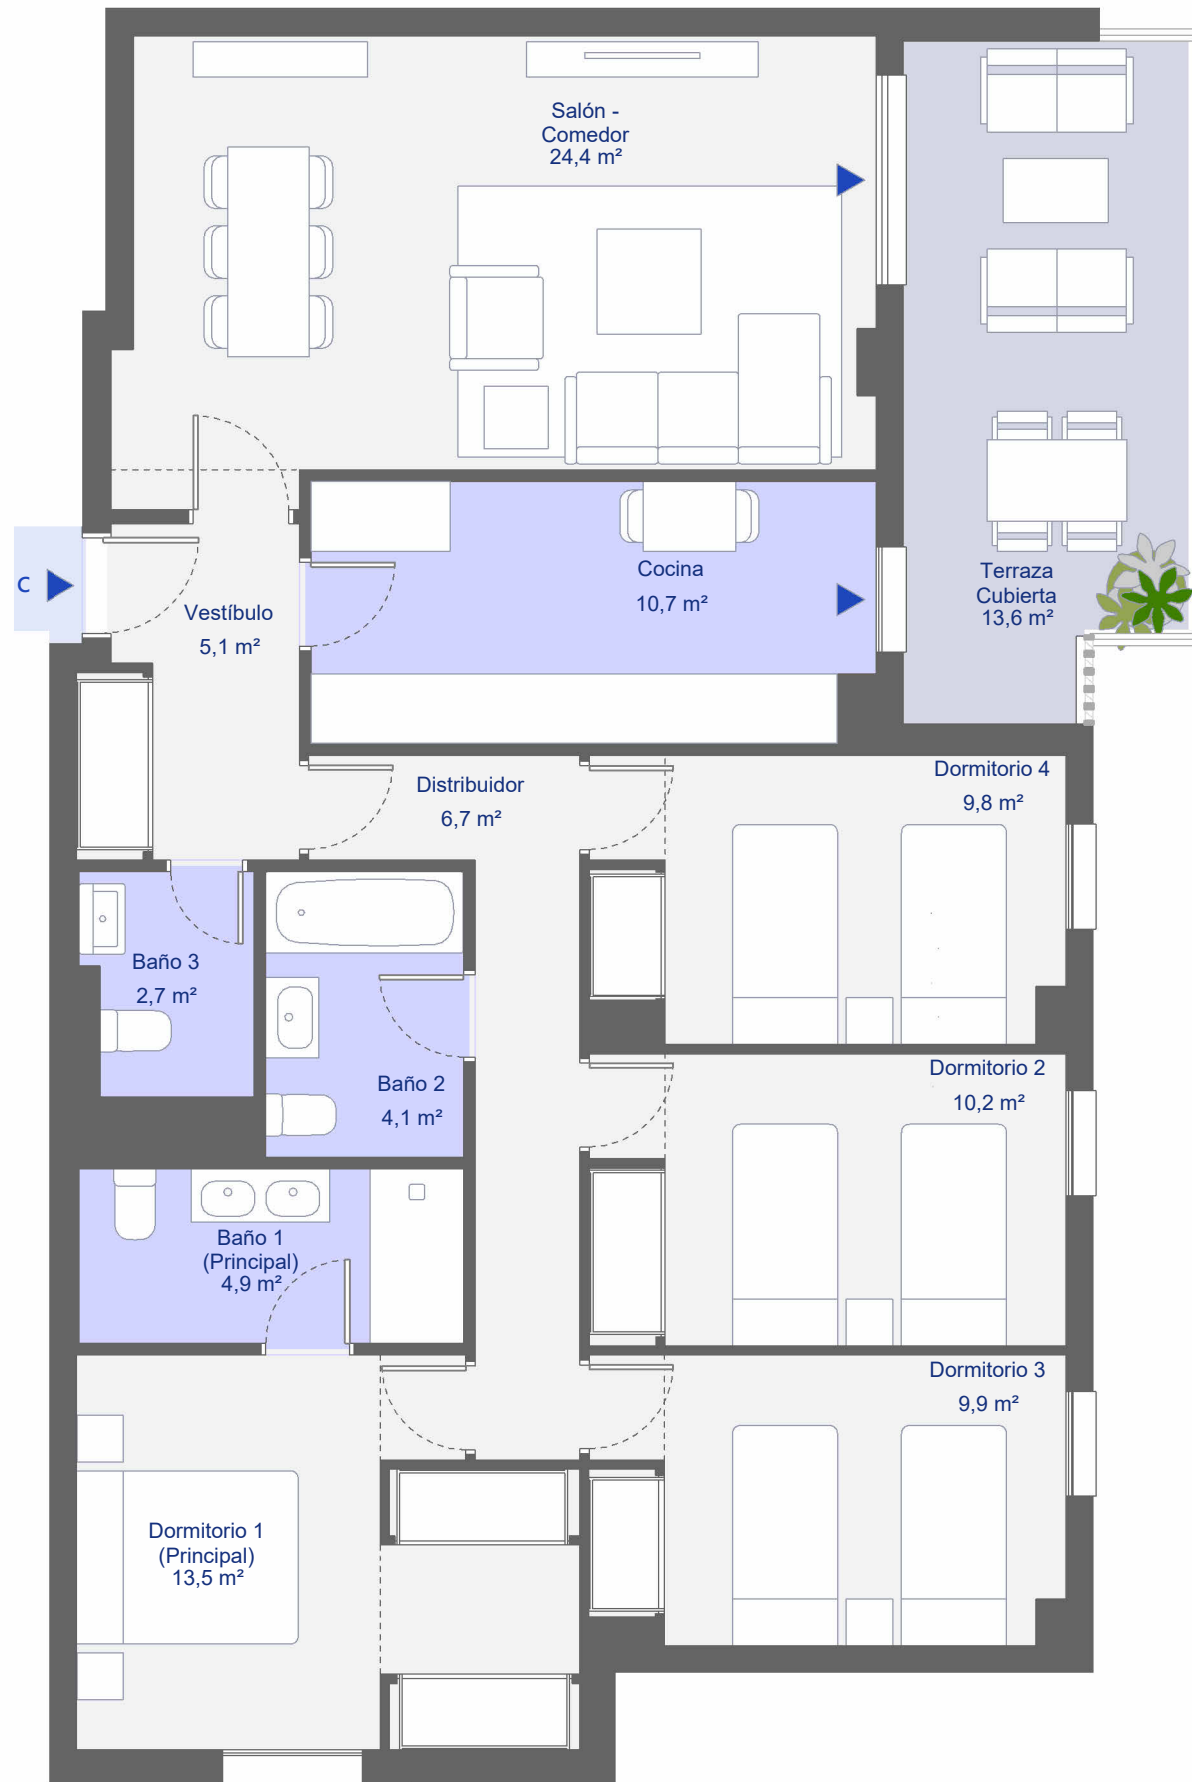 Salón -
Comedor
24,4 m²
Cocina
10,7 m²
Terraza
Cubierta
13,6 m²
C
Vestíbulo
5,1 m²
Distribuidor
6,7 m²
Dormitorio 4
9,8 m²
Baño 3
2,7 m²
Baño 2
4,1 m²
Dormitorio 2
10,2 m²
Baño 1
(Principal)
4,9 m²
Dormitorio 3
9,9 m²
Dormitorio 1
(Principal)
13,5 m²